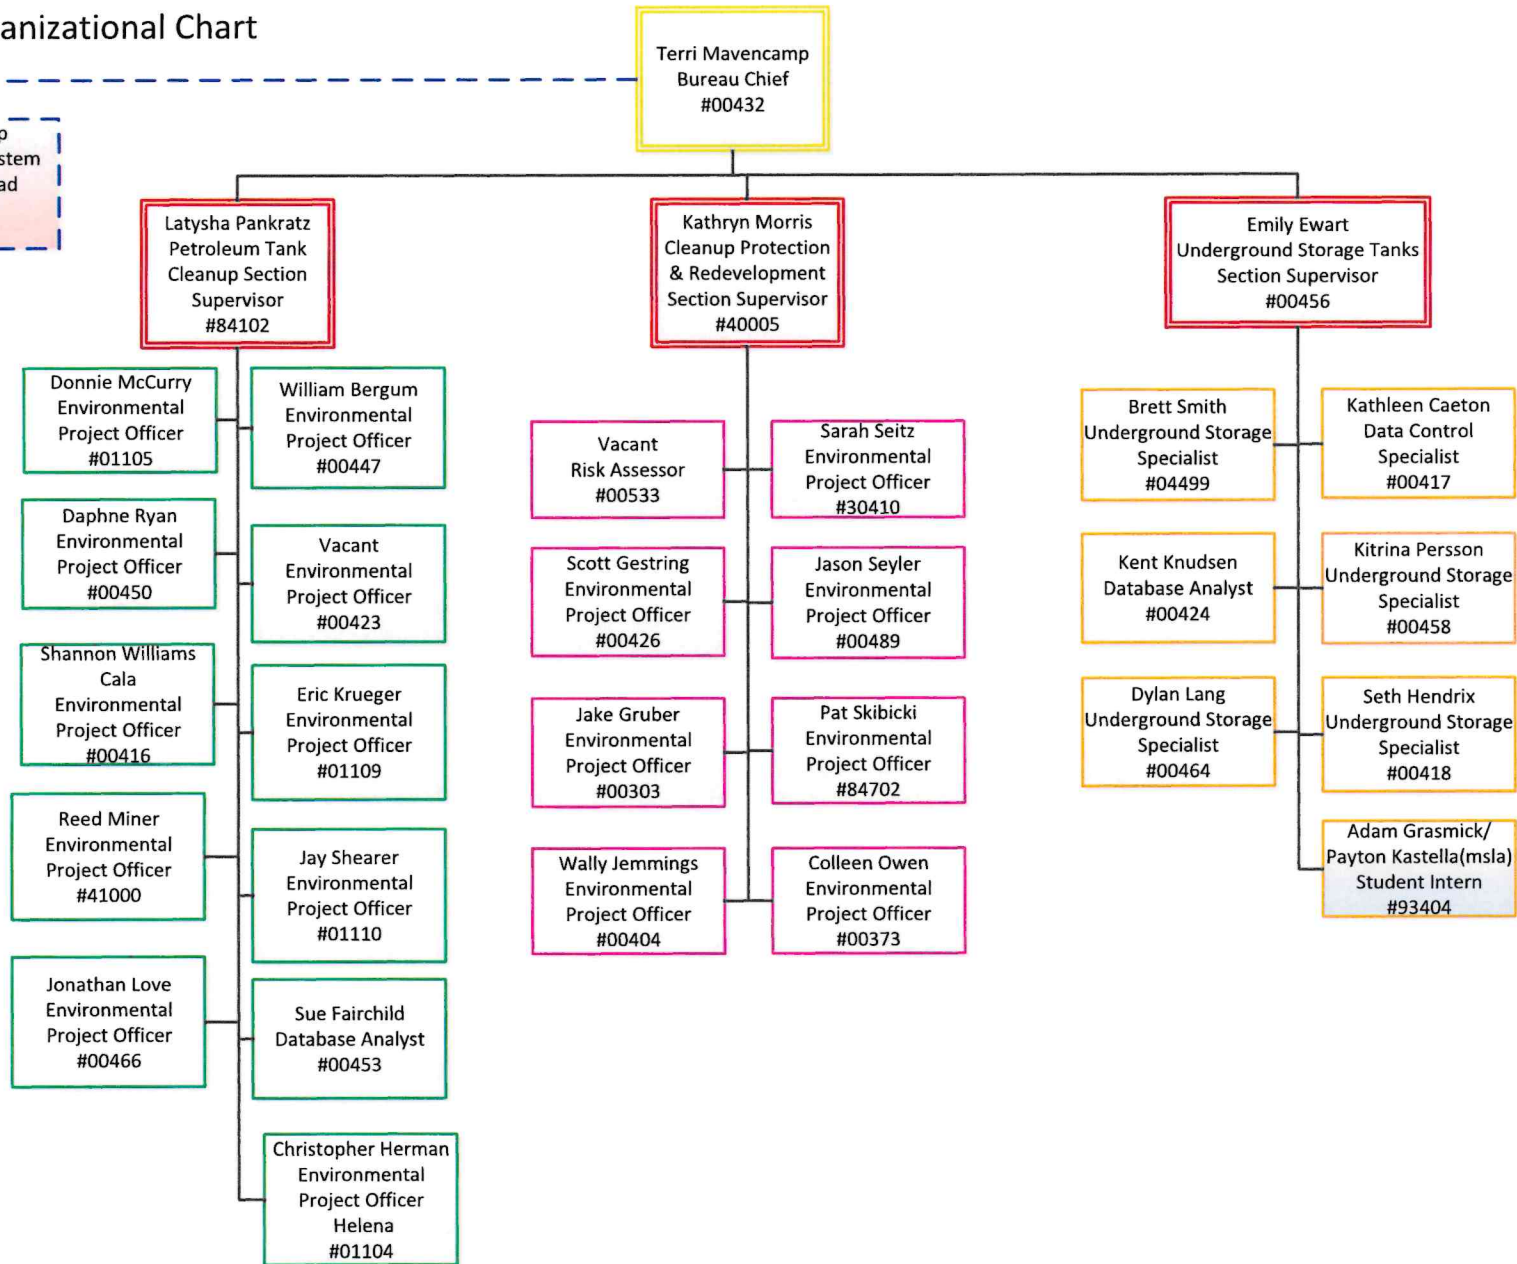 anizational Chart
Terri Mavencamp
Bureau Chief
#00432
p
stem
ad
Latysha Pankratz
Petroleum Tank
Cleanup Section
Supervisor
#84102
Kathryn Morris
Cleanup Protection
& Redevelopment
Section Supervisor
#40005
Emily Ewart
Underground Storage Tanks
Section Supervisor
#00456
Donnie McCurry
Environmental
Project Officer
#01105
William Bergum
Environmental
Project Officer
#00447
Daphne Ryan
Environmental
Project Officer
#00450
Vacant
Environmental
Project Officer
#00423
Shannon Williams
Cala
Environmental
Project Officer
#00416
Eric Krueger
Environmental
Project Officer
#01109
Reed Miner
Environmental
Project Officer
#41000
Jay Shearer
Environmental
Project Officer
#01110
Jonathan Love
Environmental
Project Officer
#00466
Sue Fairchild
Database Analyst
#00453
Christopher Herman
Environmental
Project Officer
Helena
#01104
Vacant
Risk Assessor
#00533
Sarah Seitz
Environmental
Project Officer
#30410
Scott Gestring
Environmental
Project Officer
#00426
Jason Seyler
Environmental
Project Officer
#00489
Jake Gruber
Environmental
Project Officer
#00303
Pat Skibicki
Environmental
Project Officer
#84702
Wally Jemmings
Environmental
Project Officer
#00404
Colleen Owen
Environmental
Project Officer
#00373
Brett Smith
Underground Storage
Specialist
#04499
Kathleen Caeton
Data Control
Specialist
#00417
Kent Knudsen
Database Analyst
#00424
Kitrina Persson
Underground Storage
Specialist
#00458
Dylan Lang
Underground Storage
Specialist
#00464
Seth Hendrix
Underground Storage
Specialist
#00418
Adam Grasmick/
Payton Kastella(msla)
Student Intern
#93404